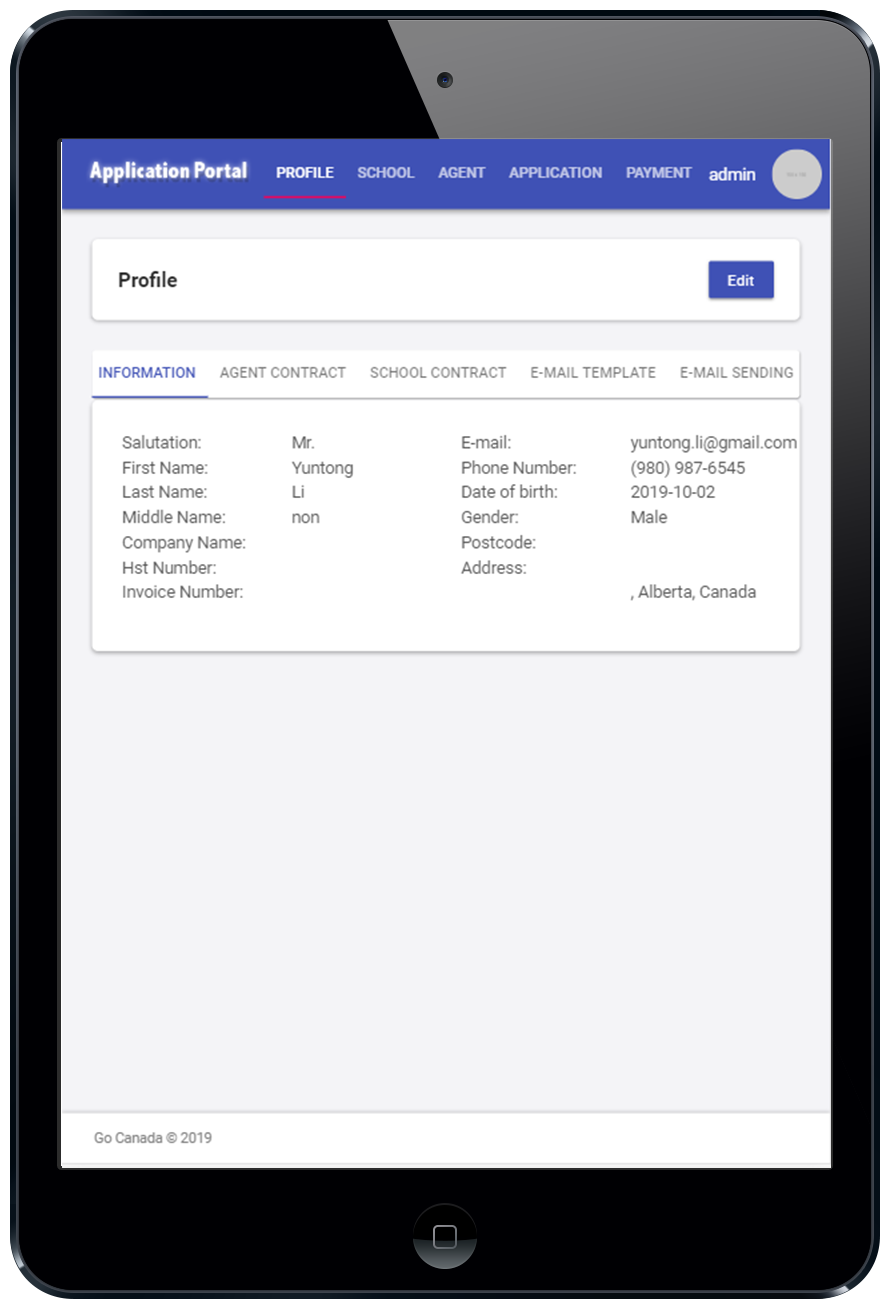 Application Portal PROFILE SCHOOL AGENT APPLICATION PAYMENT admin
Profile Edit
INFORMATION AGENT CONTRACT SCHOOL CONTRACT E-MAIL TEMPLATE E-MAIL SENDING
Salutation: Mr. E-mail: yuntong.li@gmail.com
First Name: Yuntong Phone Number: (980) 987-6545
Last Name: Li Date of birth: 2019-10-02
Middle Name: non Gender: Male
Company Name: Postcode:
Hst Number: Address:
Invoice Number: , Alberta, Canada
Go Canada © 2019